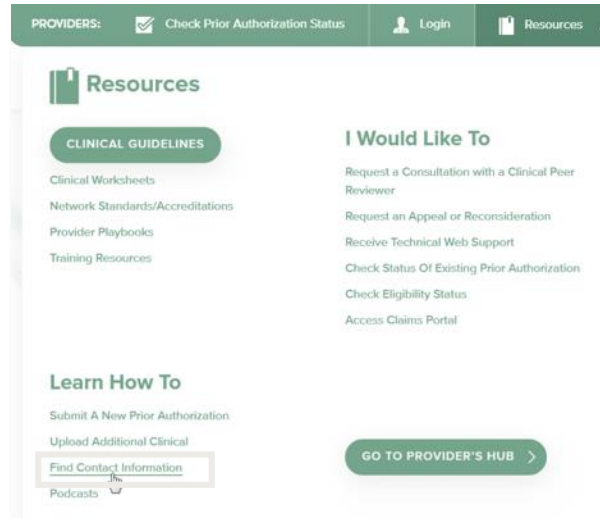 PROVIDERS: Check Prior Authorization Status Login Resources
Resources
CLINICAL GUIDELINES
Clinical Worksheets
Network Standards/Accreditations
Provider Playbooks
Training Resources
I Would Like To
Request a Consultation with a Clinical Peer
Reviewer
Request an Appeal or Reconsideration
Receive Technical Web Support
Check Status Of Existing Prior Authorization
Check Eligibility Status
Access Claims Portal
Learn How To
Submit A New Prior Authorization
Upload Additional Clinical
Find Contact Information
Podcasts
GO TO PROVIDER'S HUB